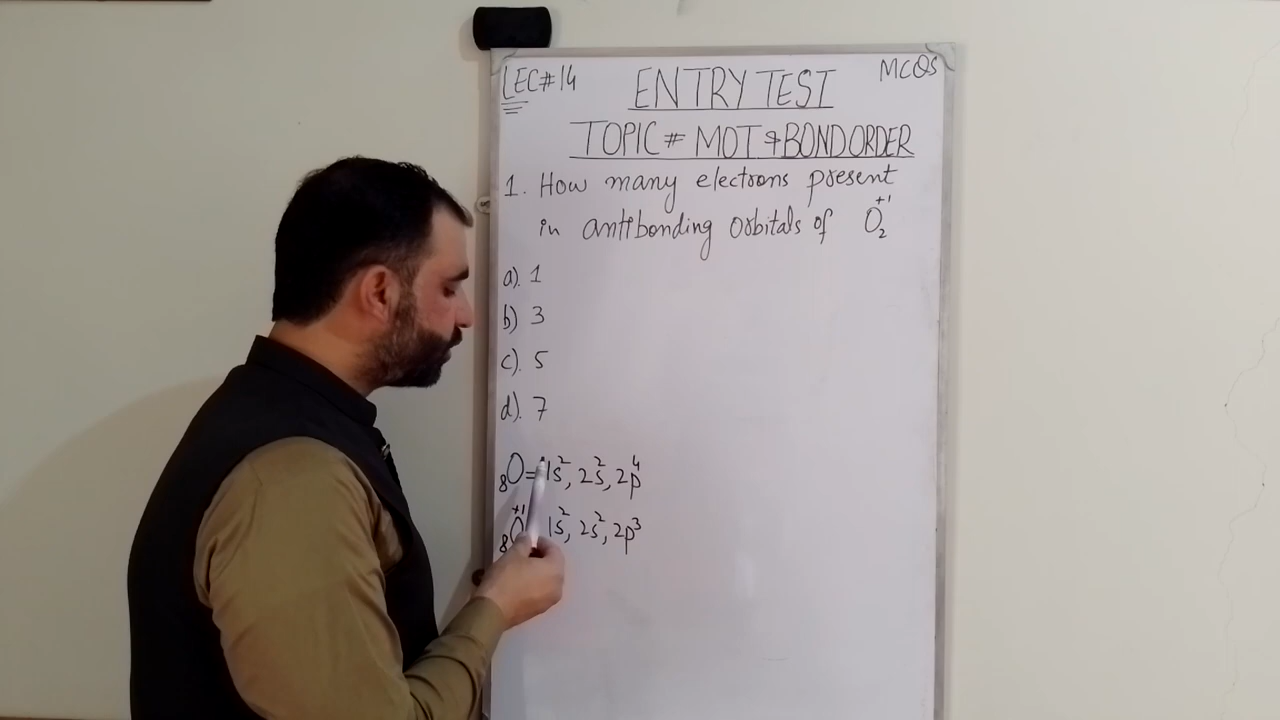 LEC#14
ENTRY TEST
MCQS
TOPIC # MOT & BOND ORDER
1. How many electrons present
in antibonding orbitals of O₂⁺¹
a). 1
b) 3
c). 5
d). 7
₈O = 1s², 2s², 2p⁴
₈O⁺¹ 1s², 2s², 2p³